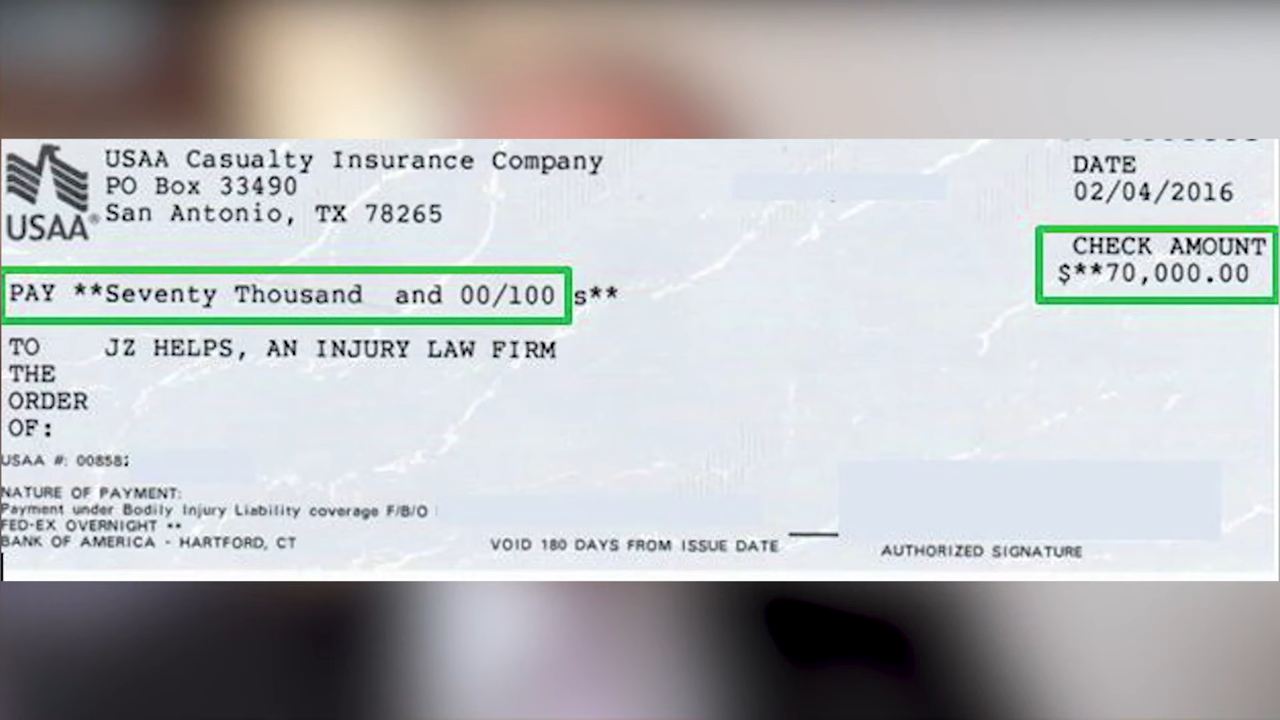 USAA Casualty Insurance Company
PO Box 33490
San Antonio, TX 78265
USAA®
DATE
02/04/2016
CHECK AMOUNT
$**70,000.00
PAY **Seventy Thousand and 00/100 s**
TO THE ORDER OF: JZ HELPS, AN INJURY LAW FIRM
USAA #: 00858
NATURE OF PAYMENT:
Payment under Bodily Injury Liability coverage F/B/O
FED-EX OVERNIGHT **
BANK OF AMERICA - HARTFORD, CT
VOID 180 DAYS FROM ISSUE DATE
AUTHORIZED SIGNATURE